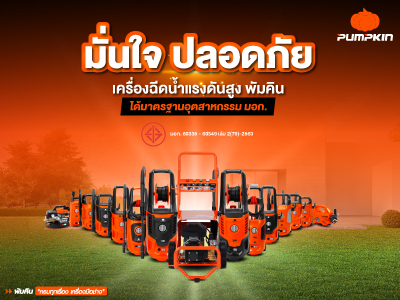 PUMPKIN
มั่นใจ ปลอดภัย
เครื่องฉีดน้ำแรงดันสูง พัมคิน
ได้มาตรฐานอุตสาหกรรม มอก.
พัมคิน "ครบทุกเรื่อง เครื่องมือช่าง"